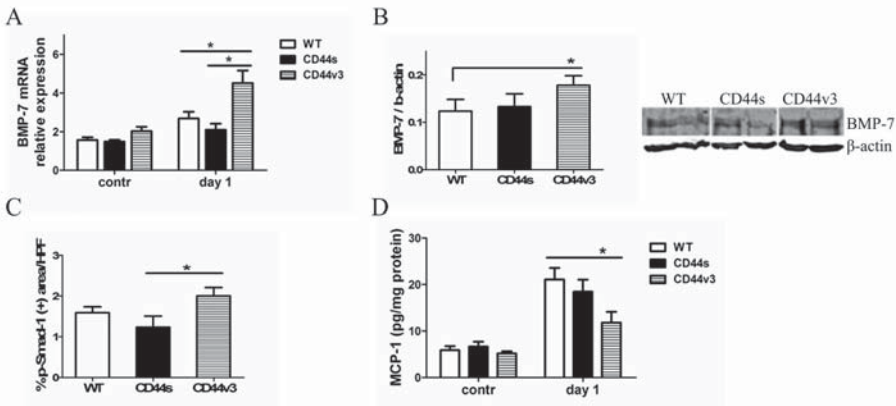 A
BMP-7 mRNA
relative expression
6
4
2
0
contr
day 1
*
*
WT
CD44s
CD44v3
B
BMP-7 / b-actin
0.2
0.1
0.0
*
WT
CD44s
CD44v3
WT CD44s CD44v3
BMP-7
β-actin
C
%p-Smad-1 (+) area/HPF
3
2
1
0
*
WT
CD44s
CD44v3
D
MCP-1 (pg/mg protein)
30
20
10
0
contr
day 1
*
WT
CD44s
CD44v3